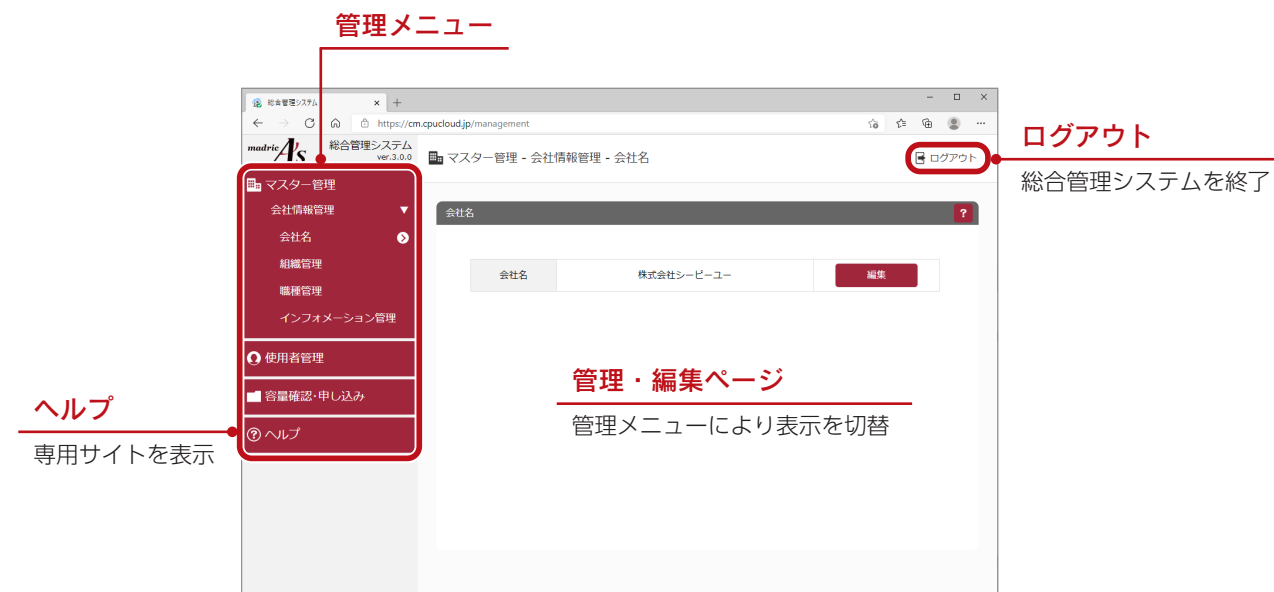 管理メニュー
総合管理システム
https://cm.cpucloud.jp/management
madric A's
総合管理システム
ver.3.0.0
マスター管理 - 会社情報管理 - 会社名
ログアウト
ログアウト
総合管理システムを終了
マスター管理
会社情報管理
会社名
組織管理
職種管理
インフォメーション管理
使用者管理
容量確認・申し込み
ヘルプ
ヘルプ
専用サイトを表示
会社名
?
会社名
株式会社シーピーユー
編集
管理・編集ページ
管理メニューにより表示を切替